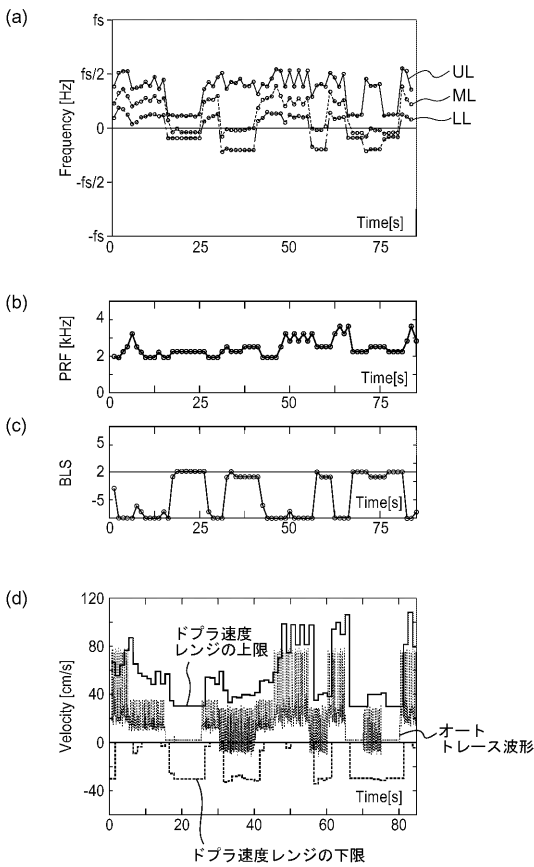 (a)
fs
fs/2
0
-fs/2
-fs
Frequency [Hz]
UL
ML
LL
Time[s]
0 25 50 75
(b)
4
2
0
PRF [kHz]
Time[s]
0 25 50 75
(c)
5
2
-5
BLS
Time[s]
0 25 50 75
(d)
120
80
40
0
-40
Velocity [cm/s]
ドプラ速度
レンジの上限
オート
トレース波形
Time[s]
0 20 40 60 80
ドプラ速度レンジの下限